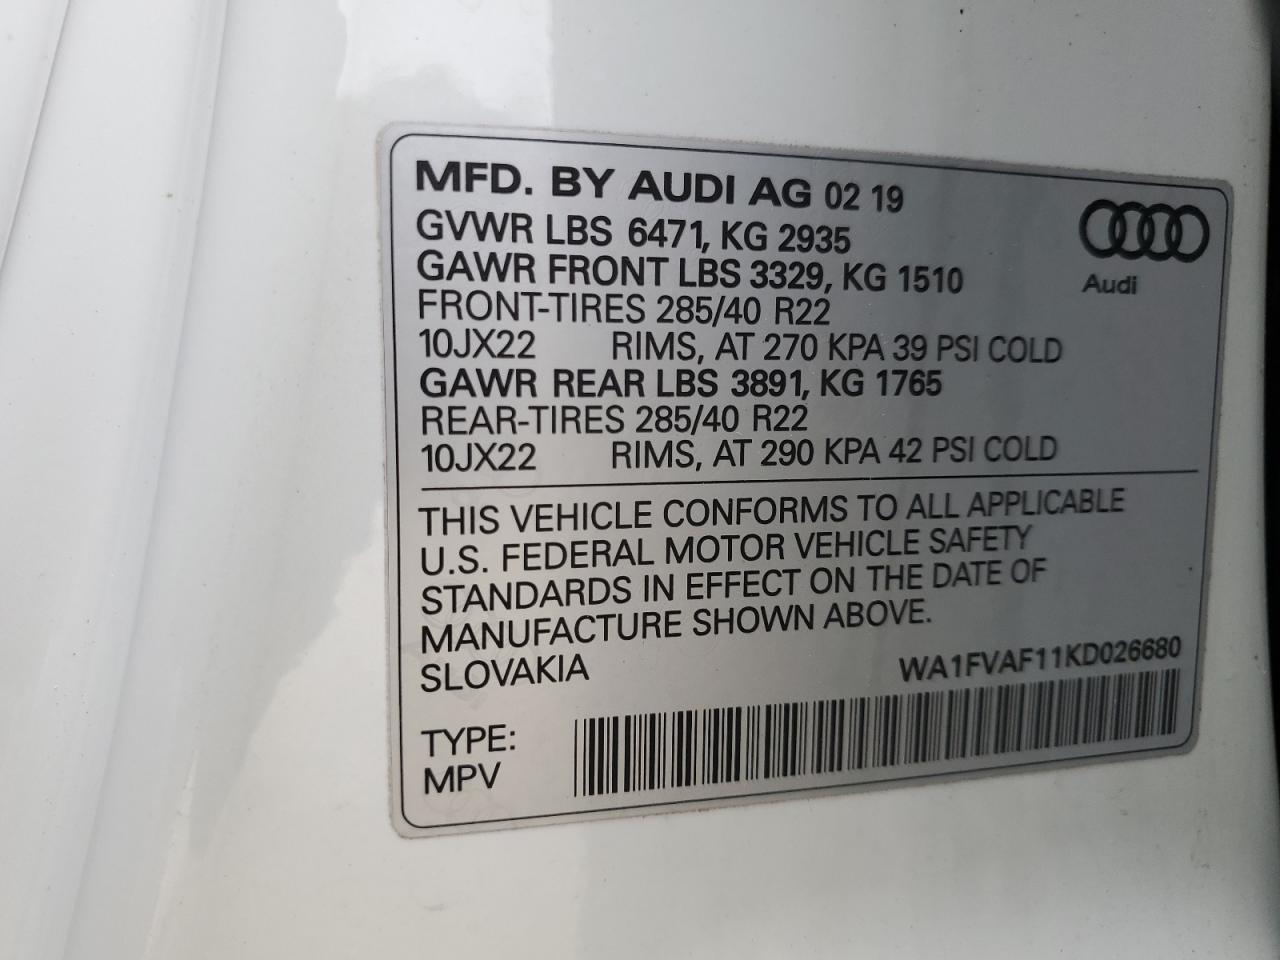 MFD. BY AUDI AG 02 19
GVWR LBS 6471, KG 2935
GAWR FRONT LBS 3329, KG 1510
FRONT-TIRES 285/40 R22
10JX22 RIMS, AT 270 KPA 39 PSI COLD
GAWR REAR LBS 3891, KG 1765
REAR-TIRES 285/40 R22
10JX22 RIMS, AT 290 KPA 42 PSI COLD
Audi
THIS VEHICLE CONFORMS TO ALL APPLICABLE
U.S. FEDERAL MOTOR VEHICLE SAFETY
STANDARDS IN EFFECT ON THE DATE OF
MANUFACTURE SHOWN ABOVE.
SLOVAKIA
WA1FVAF11KD026680
TYPE:
MPV